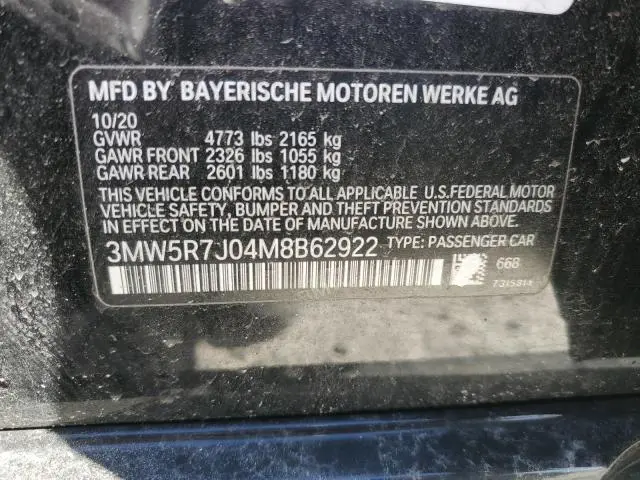 MFD BY BAYERISCHE MOTOREN WERKE AG
10/20
GVWR 4773 lbs 2165 kg
GAWR FRONT 2326 lbs 1055 kg
GAWR REAR 2601 lbs 1180 kg
THIS VEHICLE CONFORMS TO ALL APPLICABLE U.S.FEDERAL MOTOR
VEHICLE SAFETY, BUMPER AND THEFT PREVENTION STANDARDS
IN EFFECT ON THE DATE OF MANUFACTURE SHOWN ABOVE.
3MW5R7J04M8B62922 TYPE: PASSENGER CAR
668